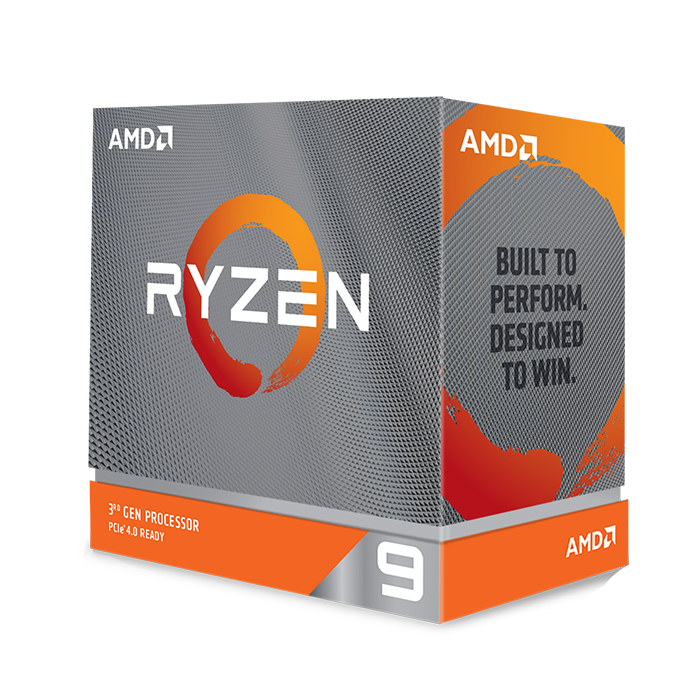 AMD
RYZEN
3RD GEN PROCESSOR
PCIe® 4.0 READY
9
AMD
BUILT TO
PERFORM.
DESIGNED
TO WIN.
AMD